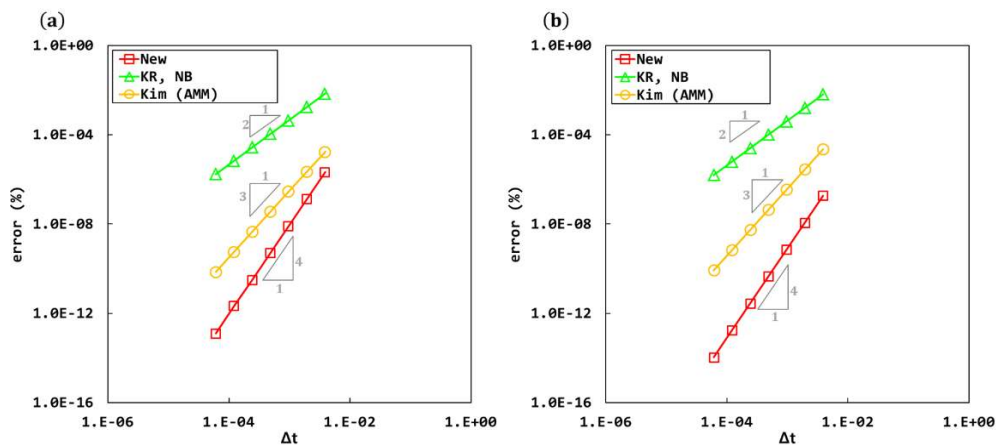 (a)
1.0E+00
New
KR, NB
Kim (AMM)
1
2
1.0E-04
1
3
1.0E-08
4
1
1.0E-12
1.0E-16
error (%)
1.E-06 1.E-04 1.E-02 1.E+00
Δt
(b)
1.0E+00
New
KR, NB
Kim (AMM)
1
2
1.0E-04
1
3
1.0E-08
4
1
1.0E-12
1.0E-16
error (%)
1.E-06 1.E-04 1.E-02 1.E+00
Δt